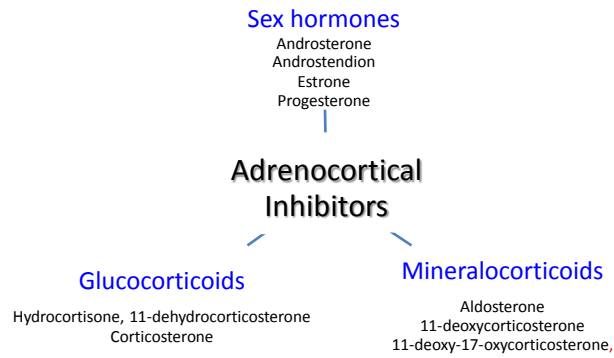 Sex hormones
Androsterone
Androstendion
Estrone
Progesterone
Adrenocortical
Inhibitors
Glucocorticoids
Hydrocortisone, 11-dehydrocorticosterone
Corticosterone
Mineralocorticoids
Aldosterone
11-deoxycorticosterone
11-deoxy-17-oxycorticosterone,